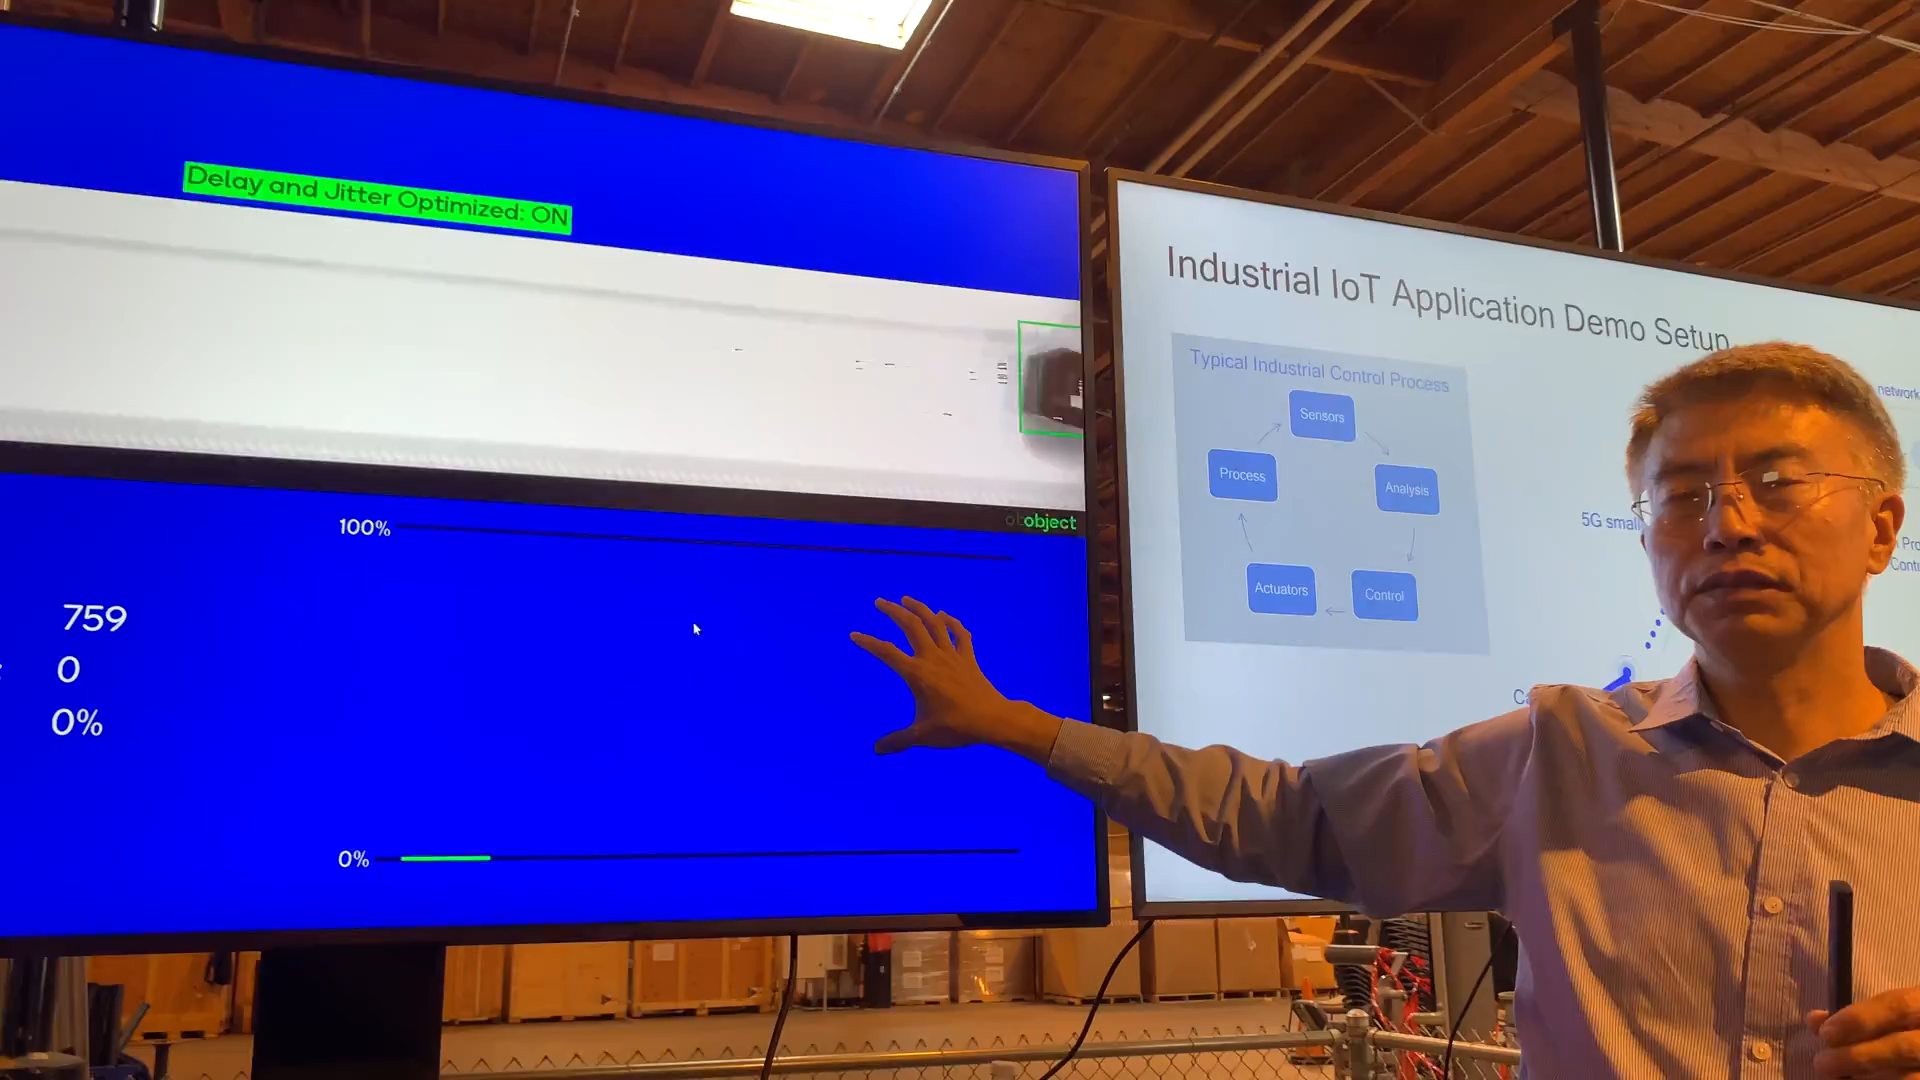 Delay and Jitter Optimized: ON
object
100%
759
0
0%
0%
Industrial IoT Application Demo Setup
Typical Industrial Control Process
Sensors
Process
Analysis
Actuators
Control
network
5G small